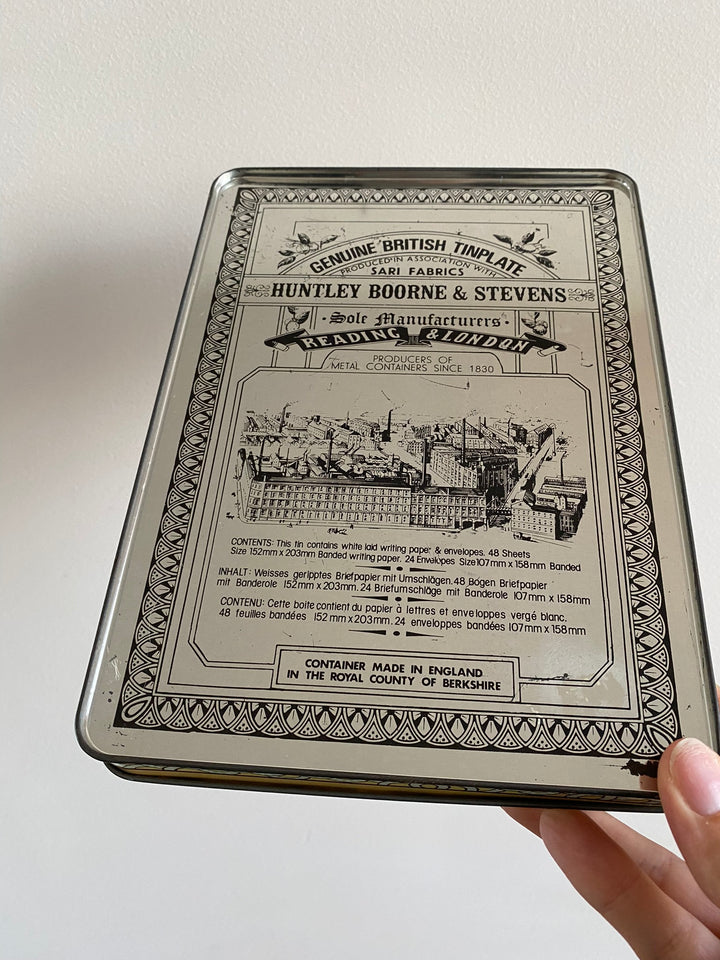 GENUINE BRITISH TINPLATE
PRODUCED IN ASSOCIATION WITH
SARI FABRICS
HUNTLEY BOORNE & STEVENS
Sole Manufacturers
READING & LONDON
PRODUCERS OF
METAL CONTAINERS SINCE 1830
CONTENTS: This tin contains white laid writing paper & envelopes. 48 Sheets
Size 152mm x 203mm Banded writing paper. 24 Envelopes Size 107mm x 158mm Banded
INHALT: Weisses geripptes Briefpapier mit Umschlägen. 48 Bögen Briefpapier
mit Banderole 152mm x 203mm. 24 Briefumschläge mit Banderole 107mm x 158mm
CONTENU: Cette boite contient du papier à lettres et enveloppes vergé blanc.
48 feuilles bandées 152mm x 203mm. 24 enveloppes bandées 107mm x 158mm
CONTAINER MADE IN ENGLAND
IN THE ROYAL COUNTY OF BERKSHIRE